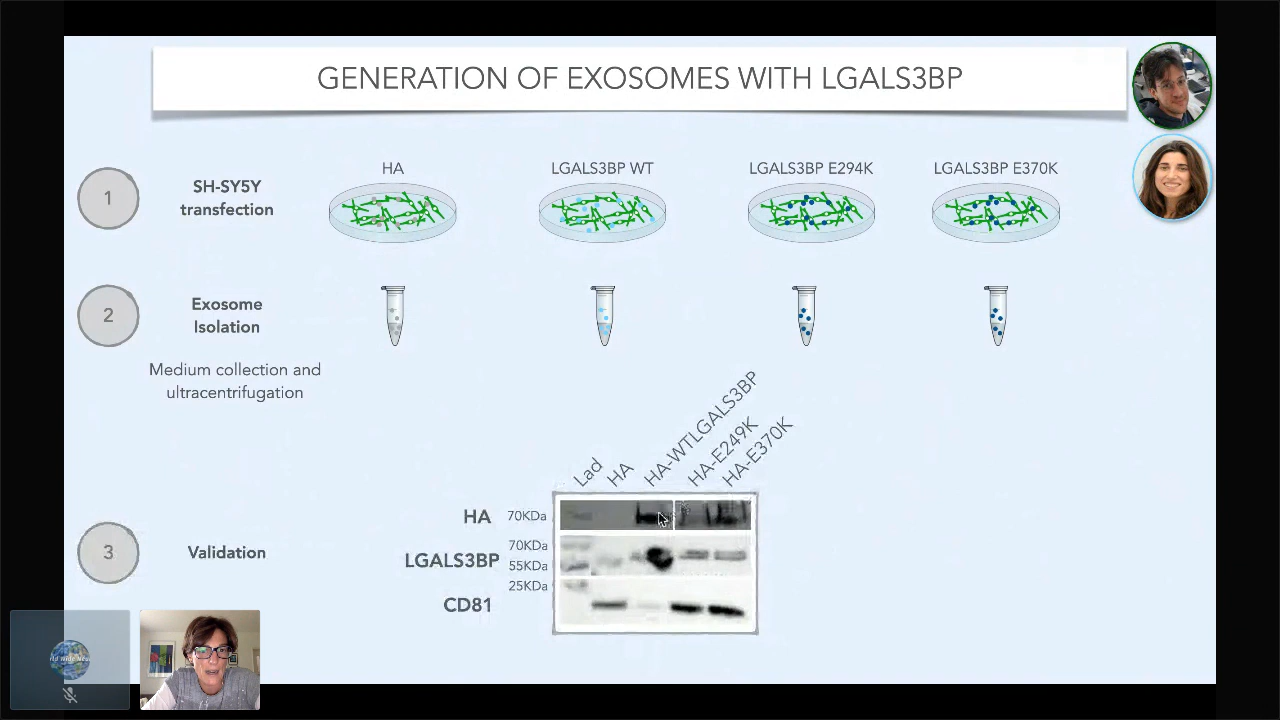 GENERATION OF EXOSOMES WITH LGALS3BP
1
SH-SY5Y
transfection
HA
LGALS3BP WT
LGALS3BP E294K
LGALS3BP E370K
2
Exosome
Isolation
Medium collection and
ultracentrifugation
3
Validation
Lad
HA
HA-WTLGALS3BP
HA-E249K
HA-E370K
HA
70KDa
LGALS3BP
70KDa
55KDa
25KDa
CD81